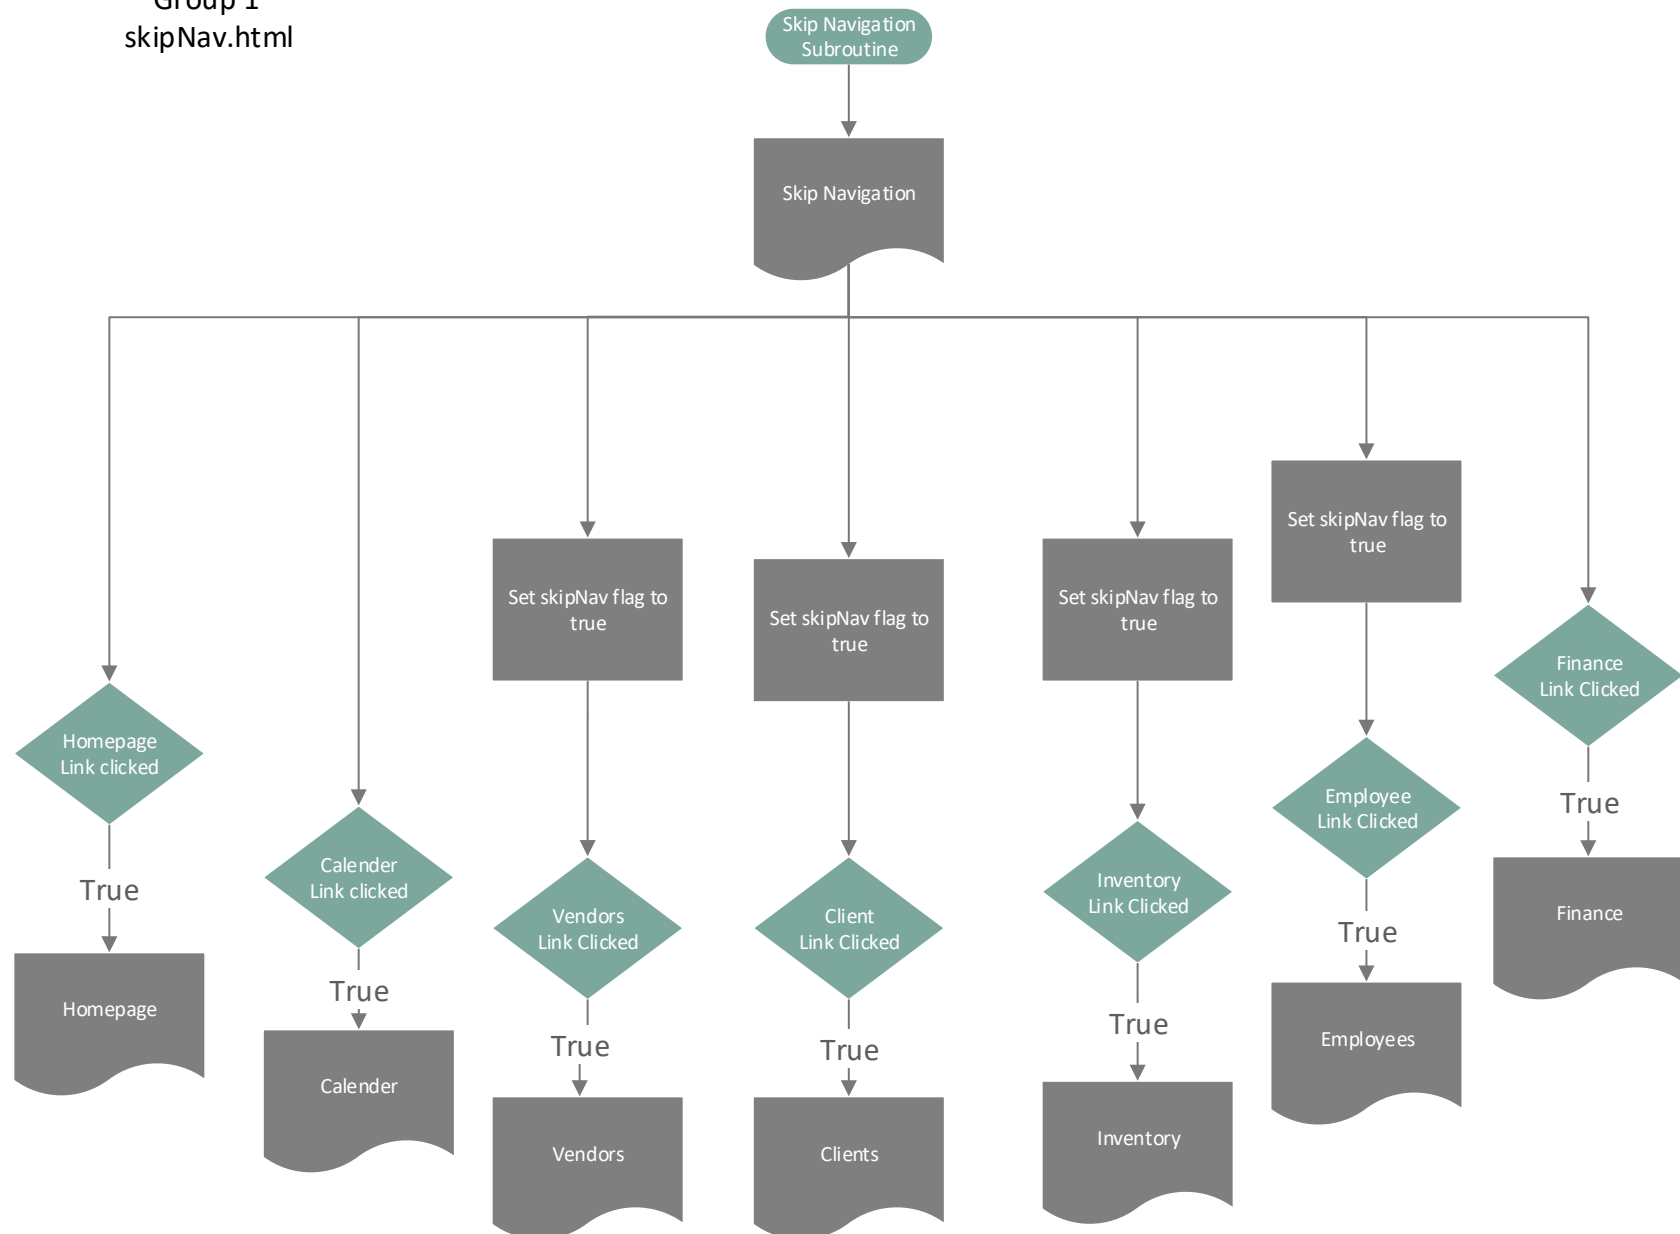 Group 1
skipNav.html
Skip Navigation
Subroutine
Skip Navigation
Set skipNav flag to
true
Set skipNav flag to
true
Set skipNav flag to
true
Set skipNav flag to
true
Homepage
Link clicked
Calender
Link clicked
Vendors
Link Clicked
Client
Link Clicked
Inventory
Link Clicked
Employee
Link Clicked
Finance
Link Clicked
True
True
True
True
True
True
True
Homepage
Calender
Vendors
Clients
Inventory
Employees
Finance